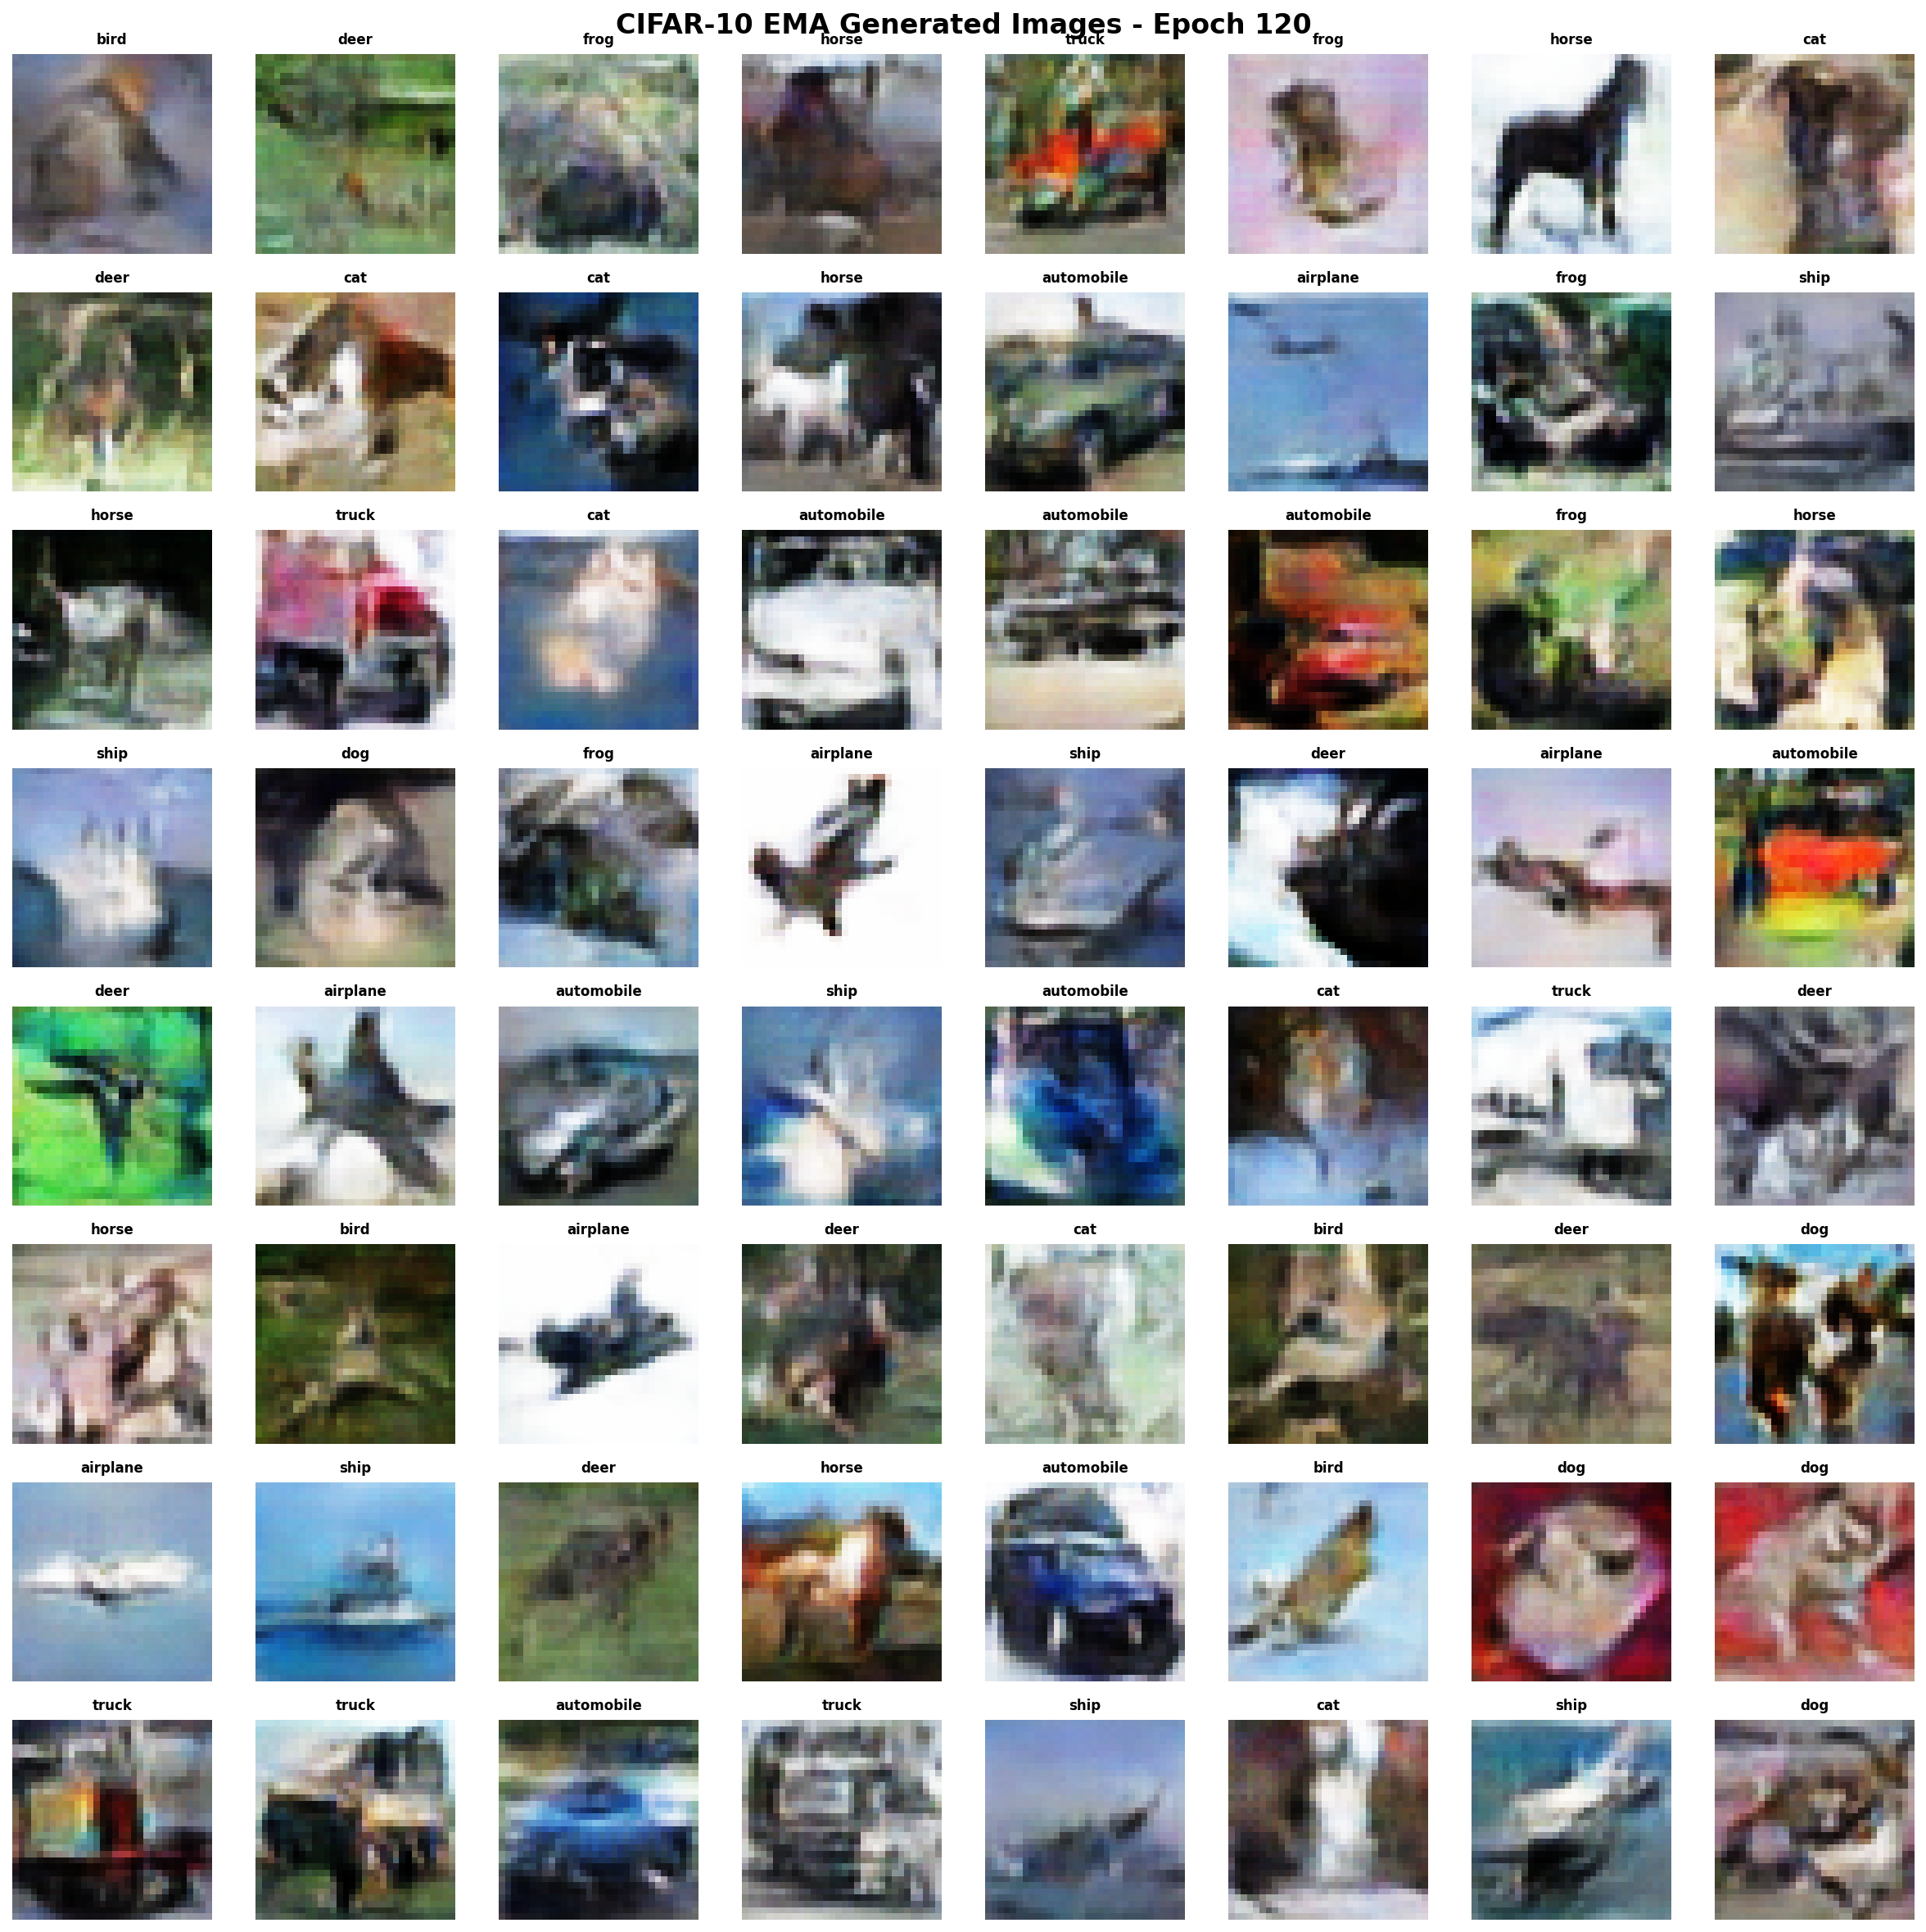 CIFAR-10 EMA Generated Images - Epoch 120
bird deer frog horse truck frog horse cat
deer cat cat horse automobile airplane frog ship
horse truck cat automobile automobile automobile frog horse
ship dog frog airplane ship deer airplane automobile
deer airplane automobile ship automobile cat truck deer
horse bird airplane deer cat bird deer dog
airplane ship deer horse automobile bird dog dog
truck truck automobile truck ship cat ship dog